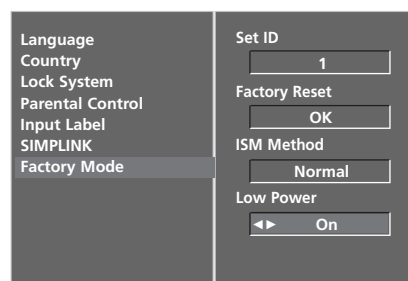 Language
Country
Lock System
Parental Control
Input Label
SIMPLINK
Factory Mode
Set ID
1
Factory Reset
OK
ISM Method
Normal
Low Power
◄► On